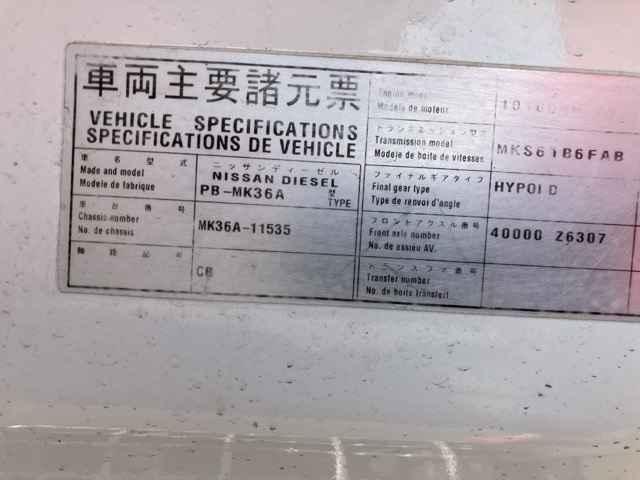 車両主要諸元票
VEHICLE SPECIFICATIONS
SPECIFICATIONS DE VEHICLE
車名型式
Made and model
Modele de fabrique
ニッサンディーゼル
NISSAN DIESEL
PB-MK36A 型
TYPE
車台番号
Chassis number
No. de chassis
MK36A-11535
CB
Engine model
Modele de moteur
トランスミッション型式
Transmission model
Modele de boite de vitesses
MKS61B6FAB
ファイナルギアタイプ
Final gear type
Type de renvoi d'angle
HYPOID
フロントアクスル番号
Front axle number
No. de essieu AV.
40000 Z6307
トランスファ番号
Transfer number
No. de boite transfert